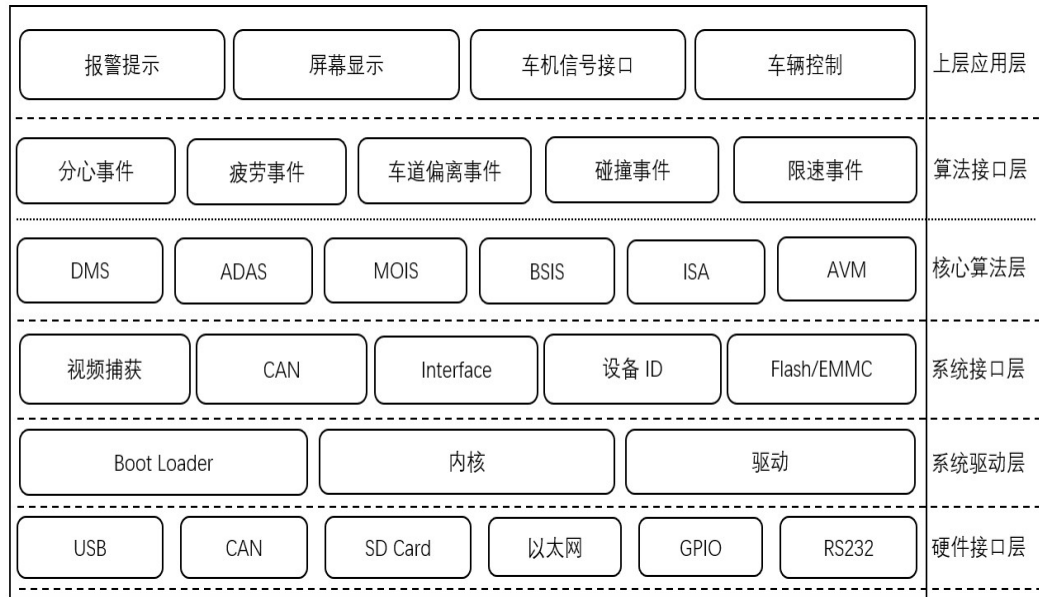 报警提示 屏幕显示 车机信号接口 车辆控制 上层应用层
分心事件 疲劳事件 车道偏离事件 碰撞事件 限速事件 算法接口层
DMS ADAS MOIS BSIS ISA AVM 核心算法层
视频捕获 CAN Interface 设备 ID Flash/EMMC 系统接口层
Boot Loader 内核 驱动 系统驱动层
USB CAN SD Card 以太网 GPIO RS232 硬件接口层